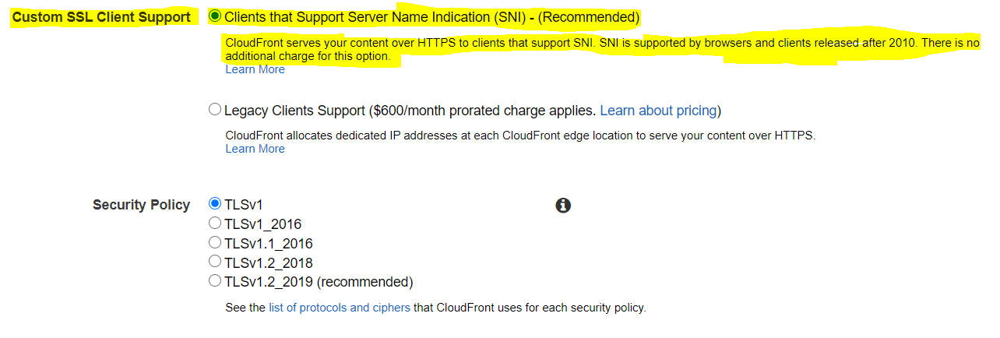 Custom SSL Client Support Clients that Support Server Name Indication (SNI) - (Recommended)
CloudFront serves your content over HTTPS to clients that support SNI. SNI is supported by browsers and clients released after 2010. There is no
additional charge for this option.
Learn More
Legacy Clients Support ($600/month prorated charge applies. Learn about pricing)
CloudFront allocates dedicated IP addresses at each CloudFront edge location to serve your content over HTTPS.
Learn More
Security Policy TLSv1
TLSv1_2016
TLSv1.1_2016
TLSv1.2_2018
TLSv1.2_2019 (recommended)
See the list of protocols and ciphers that CloudFront uses for each security policy.